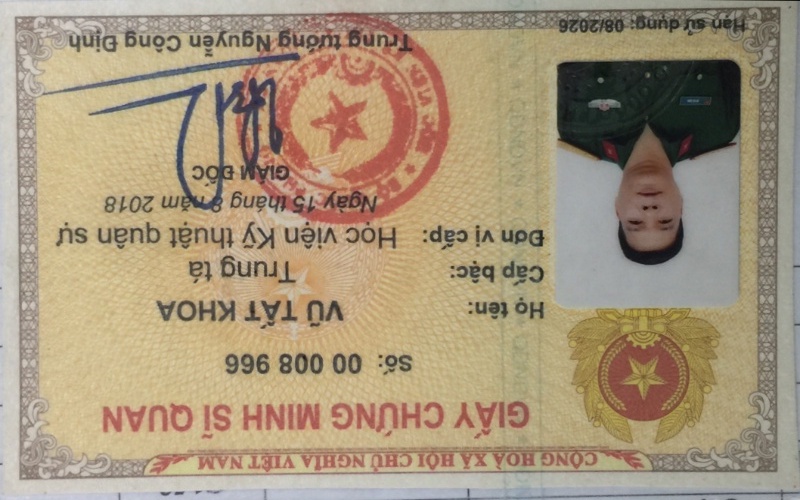 CỘNG HOÀ XÃ HỘI CHỦ NGHĨA VIỆT NAM
GIẤY CHỨNG MINH SĨ QUAN
Số: 00 008 966
Họ tên: VŨ TẤT KHOA
Cấp bậc: Trung tá
Đơn vị cấp: Học viện Kỹ thuật quân sự
Ngày 15 tháng 8 năm 2018
GIÁM ĐỐC
Trung tướng Nguyễn Công Định
Hạn sử dụng: 08/2026